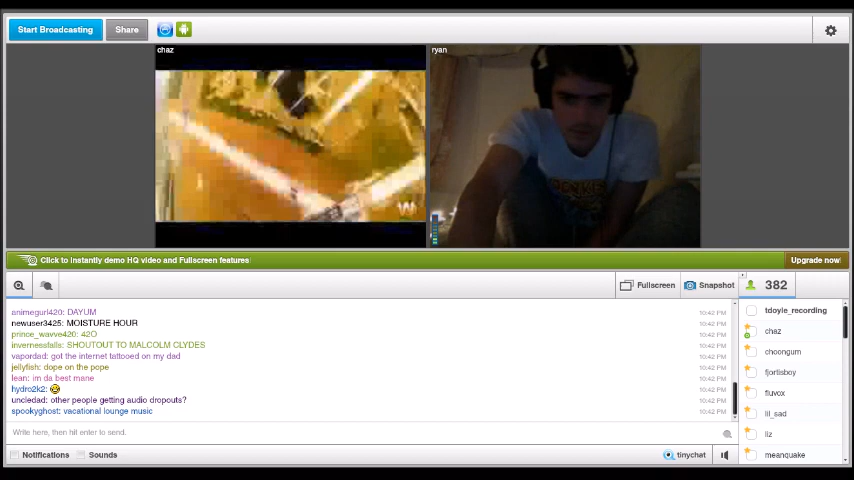 Start Broadcasting
Share
chaz
ryan
Click to instantly demo HQ video and Fullscreen features!
Upgrade now!
Fullscreen
Snapshot
382
animegurl420: DAYUM 10:42 PM
newuser3425: MOISTURE HOUR 10:42 PM
prince_wavve420: 42O 10:42 PM
invernessfalls: SHOUTOUT TO MALCOLM CLYDES 10:42 PM
vapordad: got the internet tattooed on my dad 10:42 PM
jellyfish: dope on the pope 10:42 PM
lean: im da best mane 10:42 PM
hydro2k2: 10:42 PM
uncledad: other people getting audio dropouts? 10:42 PM
spookyghost: vacational lounge music 10:42 PM
tdoyle_recording
chaz
choongum
fjortisboy
fluvox
lil_sad
liz
meanquake
Write here, then hit enter to send.
Notifications
Sounds
tinychat